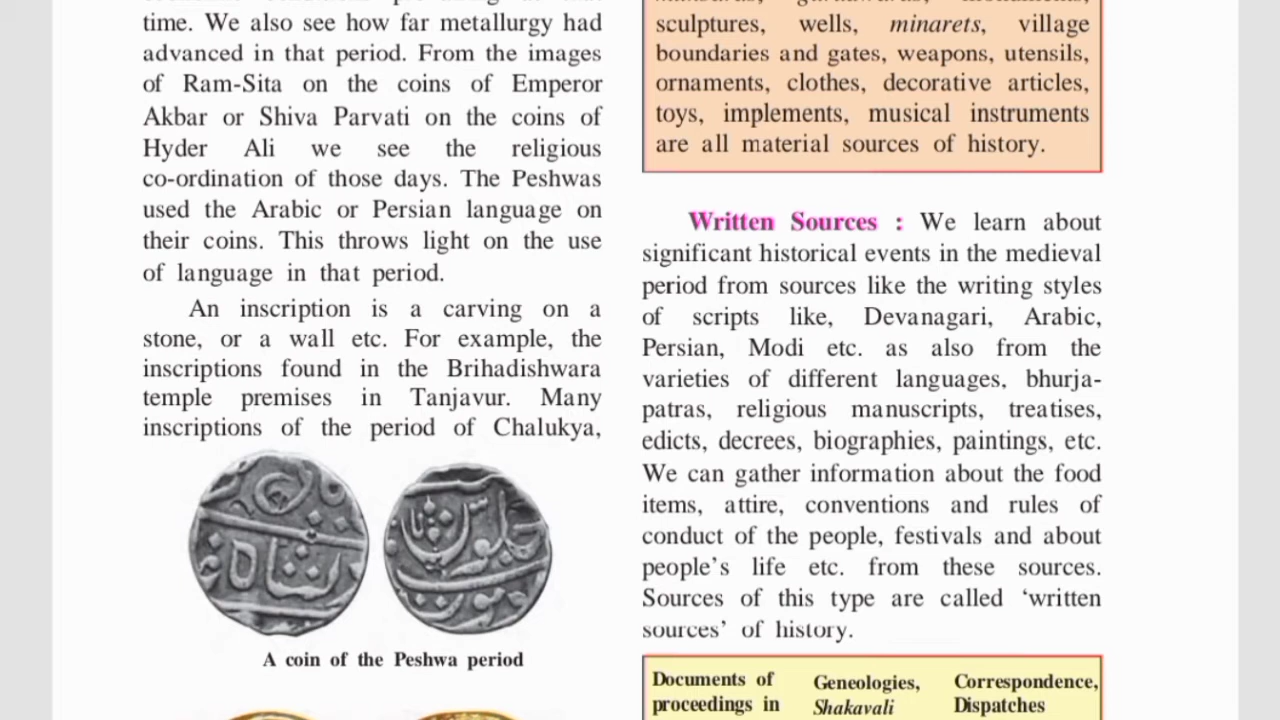 time. We also see how far metallurgy had
advanced in that period. From the images
of Ram-Sita on the coins of Emperor
Akbar or Shiva Parvati on the coins of
Hyder Ali we see the religious
co-ordination of those days. The Peshwas
used the Arabic or Persian language on
their coins. This throws light on the use
of language in that period.
An inscription is a carving on a
stone, or a wall etc. For example, the
inscriptions found in the Brihadishwara
temple premises in Tanjavur. Many
inscriptions of the period of Chalukya,
A coin of the Peshwa period
sculptures, wells, minarets, village
boundaries and gates, weapons, utensils,
ornaments, clothes, decorative articles,
toys, implements, musical instruments
are all material sources of history.
Written Sources : We learn about
significant historical events in the medieval
period from sources like the writing styles
of scripts like, Devanagari, Arabic,
Persian, Modi etc. as also from the
varieties of different languages, bhurja-
patras, religious manuscripts, treatises,
edicts, decrees, biographies, paintings, etc.
We can gather information about the food
items, attire, conventions and rules of
conduct of the people, festivals and about
people's life etc. from these sources.
Sources of this type are called ‘written
sources’ of history.
Documents of
proceedings in
Geneologies,
Shakavali
Correspondence,
Dispatches